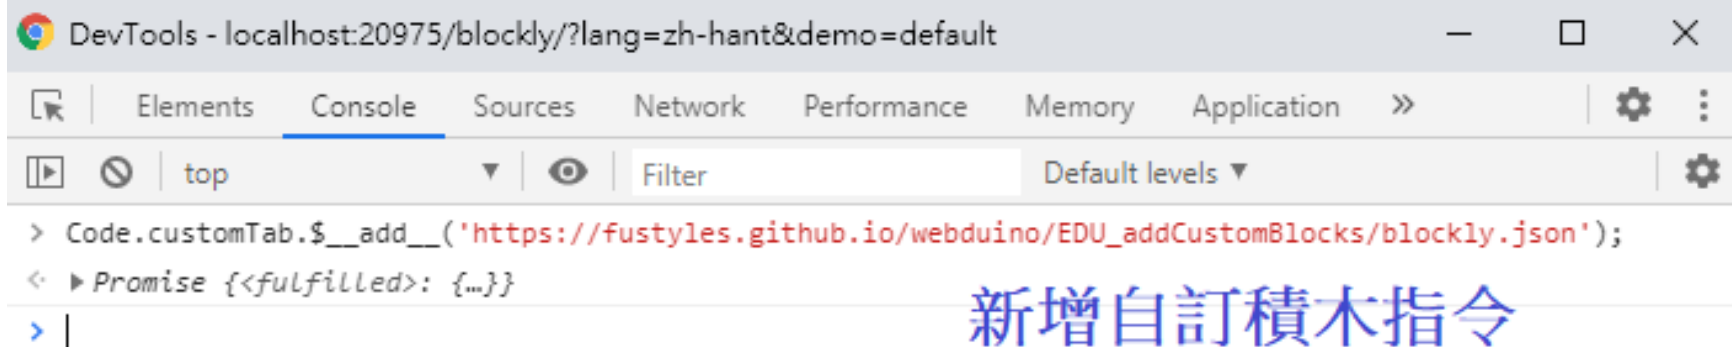 DevTools - localhost:20975/blockly/?lang=zh-hant&demo=default
Elements Console Sources Network Performance Memory Application »
top Filter Default levels
> Code.customTab.$__add__('https://fustyles.github.io/webduino/EDU_addCustomBlocks/blockly.json');
Promise {<fulfilled>: {…}}
新增自訂積木指令
>